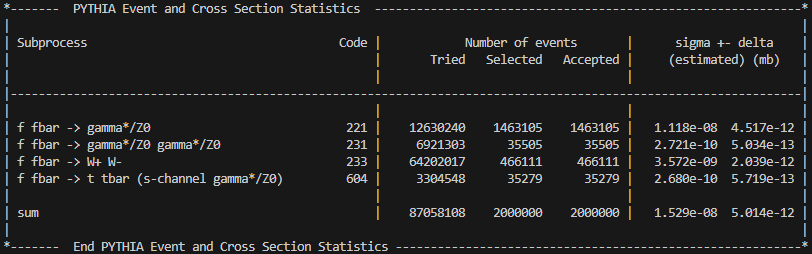 *-------  PYTHIA Event and Cross Section Statistics  -------------------------------------------------------------*
|                                                                                                                 |
| Subprocess                                    Code |            Number of events       |      sigma +- delta    |
|                                                    |       Tried   Selected   Accepted |     (estimated) (mb)   |
|                                                    |                                   |                        |
|-----------------------------------------------------------------------------------------------------------------|
|                                                    |                                   |                        |
| f fbar -> gamma*/Z0                            221 |    12630240    1463105    1463105 |   1.118e-08  4.517e-12 |
| f fbar -> gamma*/Z0 gamma*/Z0                  231 |     6921303      35505      35505 |   2.721e-10  5.034e-13 |
| f fbar -> W+ W-                                233 |    64202017     466111     466111 |   3.572e-09  2.039e-12 |
| f fbar -> t tbar (s-channel gamma*/Z0)         604 |     3304548      35279      35279 |   2.680e-10  5.719e-13 |
|                                                    |                                   |                        |
| sum                                                |    87058108    2000000    2000000 |   1.529e-08  5.014e-12 |
|                                                                                                                 |
*-------  End PYTHIA Event and Cross Section Statistics ----------------------------------------------------------*